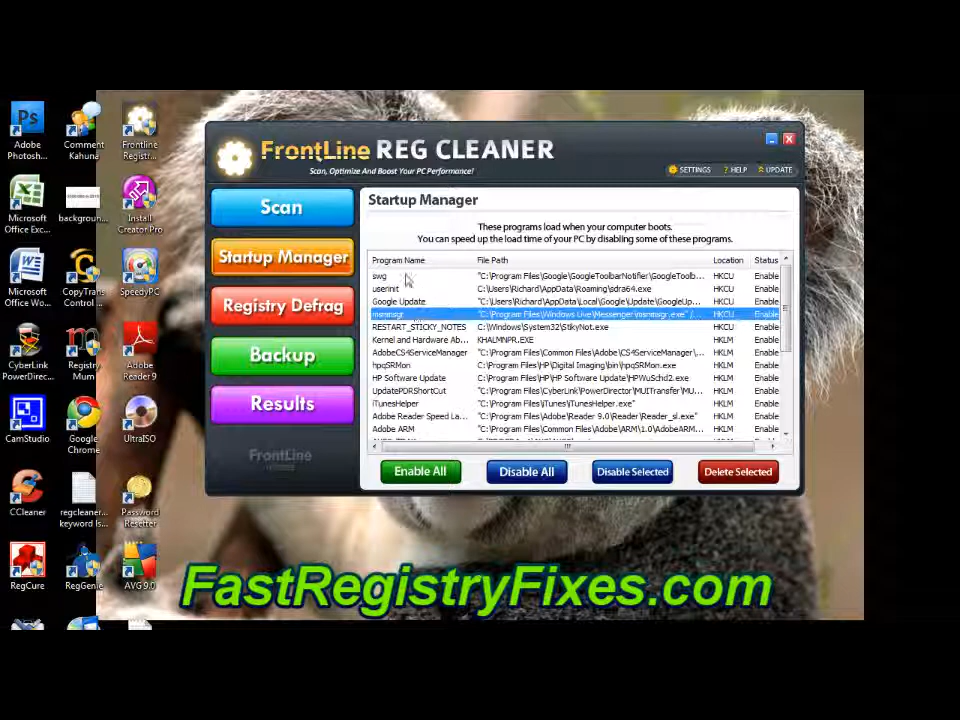 Adobe
Photosh...
Comment
Kahuna
Frontline
Registr...
Microsoft
Office Exc...
backgroun...
Install
Creator Pro
Microsoft
Office Wo...
CopyTrans
Control ...
SpeedyPC
CyberLink
PowerDirec...
Registry
Mum
Adobe
Reader 9
CamStudio
Google
Chrome
UltraISO
CCleaner
regcleaner...
keyword ls...
Password
Resetter
RegCure
RegGenie
AVG 9.0
FrontLine REG CLEANER
Scan, Optimize And Boost Your PC Performance!
SETTINGS ? HELP UPDATE
Scan
Startup Manager
Registry Defrag
Backup
Results
FrontLine
Startup Manager
These programs load when your computer boots.
You can speed up the load time of your PC by disabling some of these programs.
Program Name File Path Location Status
swg "C:\Program Files\Google\GoogleToolbarNotifier\GoogleToolb... HKCU Enable
userinit C:\Users\Richard\AppData\Roaming\sdra64.exe HKCU Enable
Google Update "C:\Users\Richard\AppData\Local\Google\Update\GoogleUp... HKCU Enable
msnmsgr "C:\Program Files\Windows Live\Messenger\msnmsgr.exe" /... HKCU Enable
RESTART_STICKY_NOTES C:\Windows\System32\StikyNot.exe HKCU Enable
Kernel and Hardware Ab... KHALMNPR.EXE HKLM Enable
AdobeCS4ServiceManager "C:\Program Files\Common Files\Adobe\CS4ServiceManager\... HKLM Enable
hpqSRMon C:\Program Files\HP\Digital Imaging\bin\hpqSRMon.exe HKLM Enable
HP Software Update C:\Program Files\HP\HP Software Update\HPWuSchd2.exe HKLM Enable
UpdatePDRShortCut "C:\Program Files\CyberLink\PowerDirector\MUITransfer\MU... HKLM Enable
iTunesHelper "C:\Program Files\iTunes\iTunesHelper.exe" HKLM Enable
Adobe Reader Speed La... "C:\Program Files\Adobe\Reader 9.0\Reader\Reader_sl.exe" HKLM Enable
Adobe ARM "C:\Program Files\Common Files\Adobe\ARM\1.0\AdobeARM... HKLM Enable
Enable All Disable All Disable Selected Delete Selected
FastRegistryFixes.com